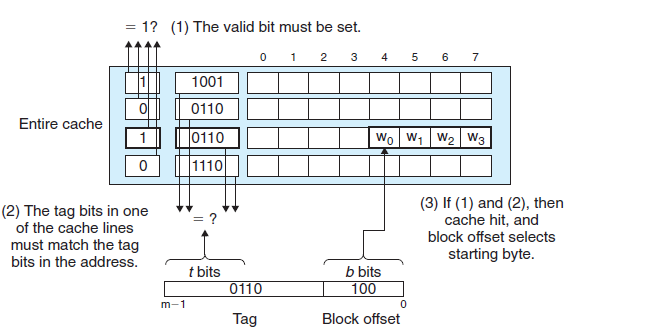 = 1? (1) The valid bit must be set.
0 1 2 3 4 5 6 7
1 1001
0 0110
Entire cache
1 0110 w0 w1 w2 w3
0 1110
(2) The tag bits in one
of the cache lines
must match the tag
bits in the address.
= ?
(3) If (1) and (2), then
cache hit, and
block offset selects
starting byte.
t bits b bits
0110 100
m–1 0
Tag Block offset